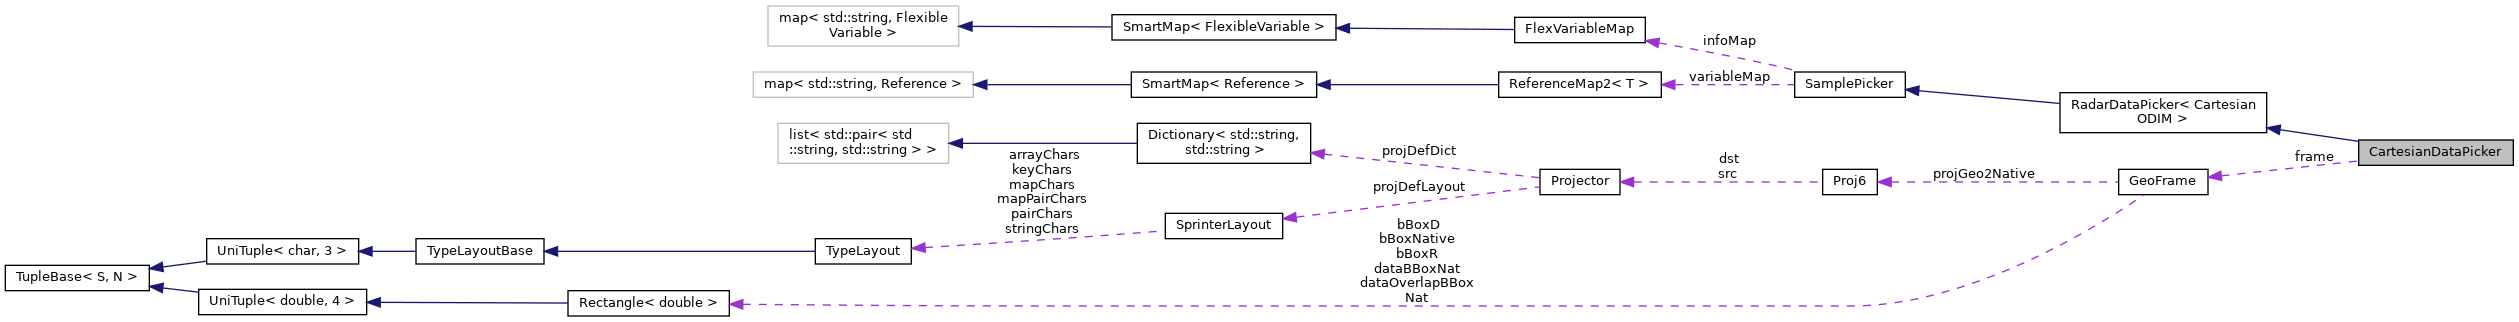 map< std::string, Flexible
Variable >
SmartMap< FlexibleVariable >
FlexVariableMap
infoMap
map< std::string, Reference >
SmartMap< Reference >
ReferenceMap2< T >
variableMap
SamplePicker
RadarDataPicker< Cartesian
ODIM >
list< std::pair< std
::string, std::string > >
Dictionary< std::string,
std::string >
projDefDict
CartesianDataPicker
frame
arrayChars
keyChars
mapChars
mapPairChars
pairChars
stringChars
projDefLayout
Projector
dst
src
Proj6
projGeo2Native
GeoFrame
SprinterLayout
bBoxD
bBoxNative
bBoxR
dataBBoxNat
dataOverlapBBox
Nat
UniTuple< char, 3 >
TypeLayoutBase
TypeLayout
TupleBase< S, N >
UniTuple< double, 4 >
Rectangle< double >